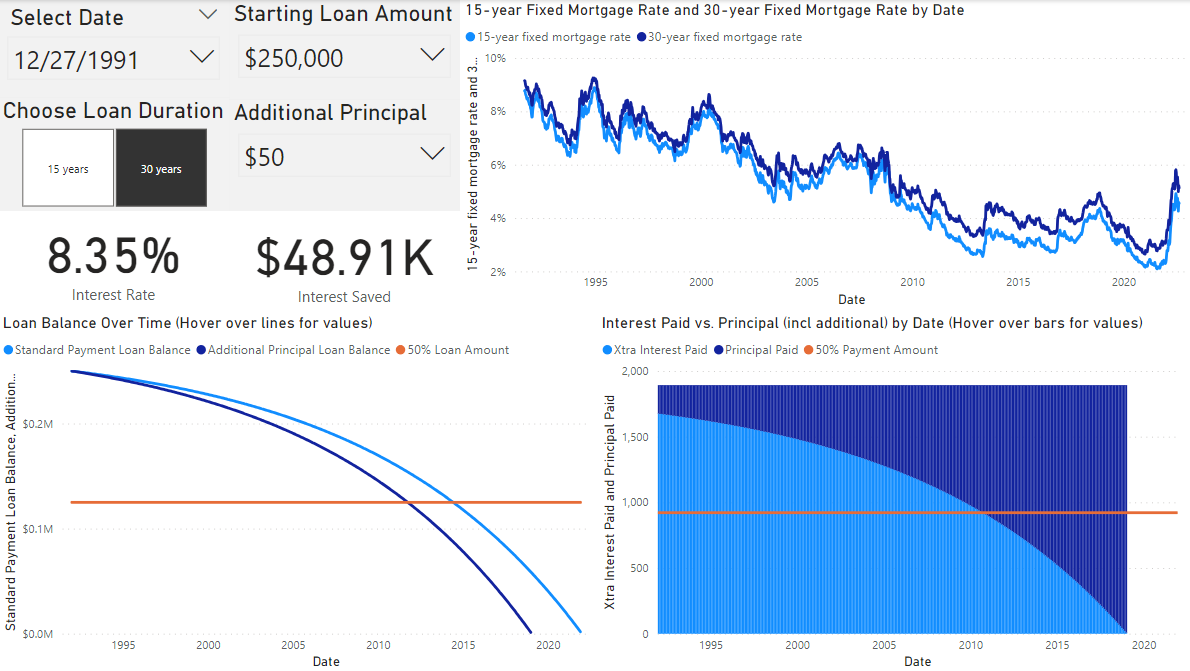 Select Date
12/27/1991
Starting Loan Amount
$250,000
Choose Loan Duration
15 years
30 years
Additional Principal
$50
8.35%
Interest Rate
$48.91K
Interest Saved
15-year Fixed Mortgage Rate and 30-year Fixed Mortgage Rate by Date
15-year fixed mortgage rate
30-year fixed mortgage rate
15-year fixed mortgage rate and 3...
10%
8%
6%
4%
2%
1995
2000
2005
2010
2015
2020
Date
Loan Balance Over Time (Hover over lines for values)
Standard Payment Loan Balance
Additional Principal Loan Balance
50% Loan Amount
Standard Payment Loan Balance, Addition...
$0.2M
$0.1M
$0.0M
1995
2000
2005
2010
2015
2020
Date
Interest Paid vs. Principal (incl additional) by Date (Hover over bars for values)
Xtra Interest Paid
Principal Paid
50% Payment Amount
Xtra Interest Paid and Principal Paid
2,000
1,500
1,000
500
0
1995
2000
2005
2010
2015
2020
Date